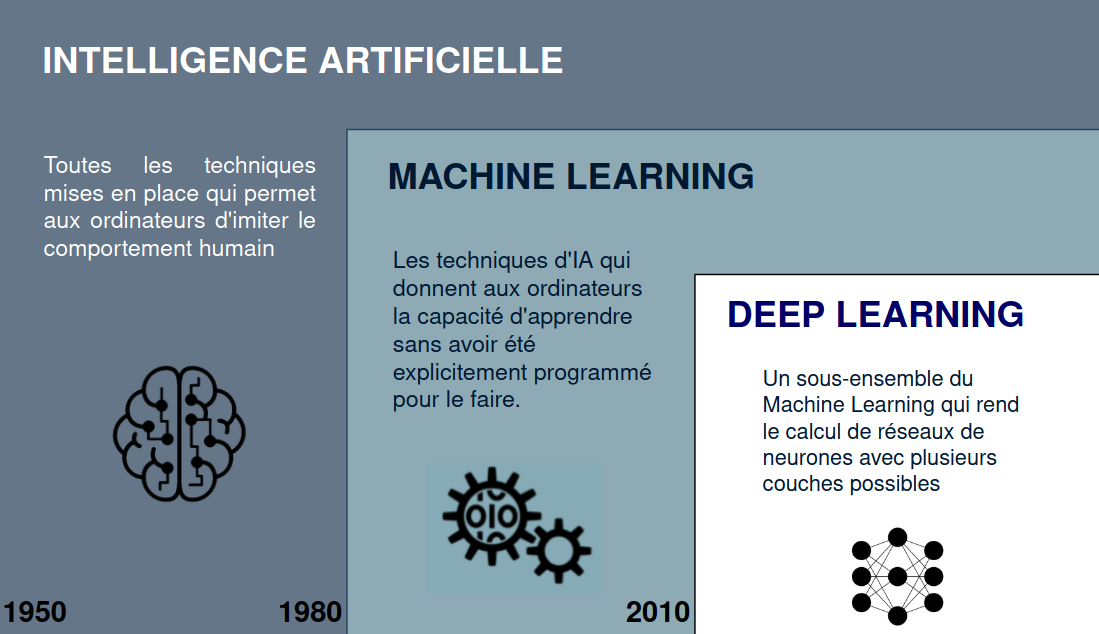 INTELLIGENCE ARTIFICIELLE
Toutes les techniques
mises en place qui permet
aux ordinateurs d'imiter le
comportement humain
MACHINE LEARNING
Les techniques d'IA qui
donnent aux ordinateurs
la capacité d'apprendre
sans avoir été
explicitement programmé
pour le faire.
DEEP LEARNING
Un sous-ensemble du
Machine Learning qui rend
le calcul de réseaux de
neurones avec plusieurs
couches possibles
OIO
1950
1980
2010